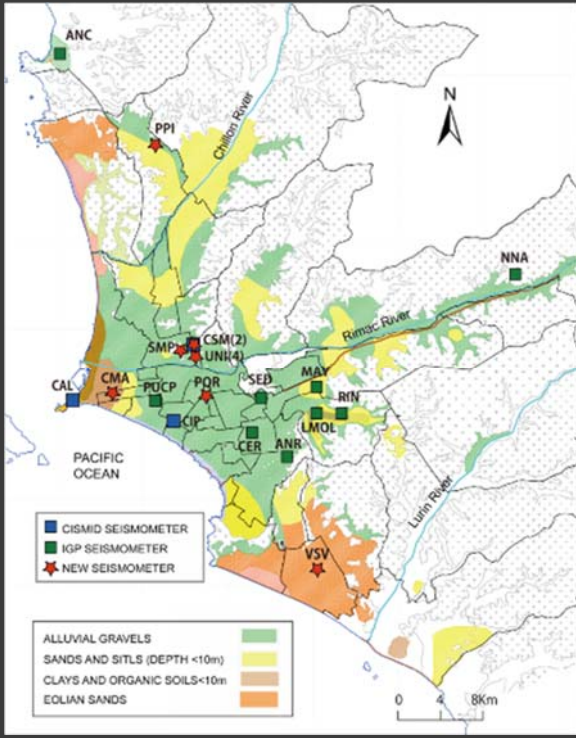 ANC
N
PPI
Chillon River
NNA
Rimac River
CSM(2)
SMP
UNI(4)
CAL
CMA
PUCP
PQR
SED
MAY
RIN
CIP
LMOL
CER
ANR
PACIFIC
OCEAN
Lurin River
CISMID SEISMOMETER
IGP SEISMOMETER
NEW SEISMOMETER
VSV
ALLUVIAL GRAVELS
SANDS AND SITLS (DEPTH <10m)
CLAYS AND ORGANIC SOILS<10m
EOLIAN SANDS
0 4 8Km